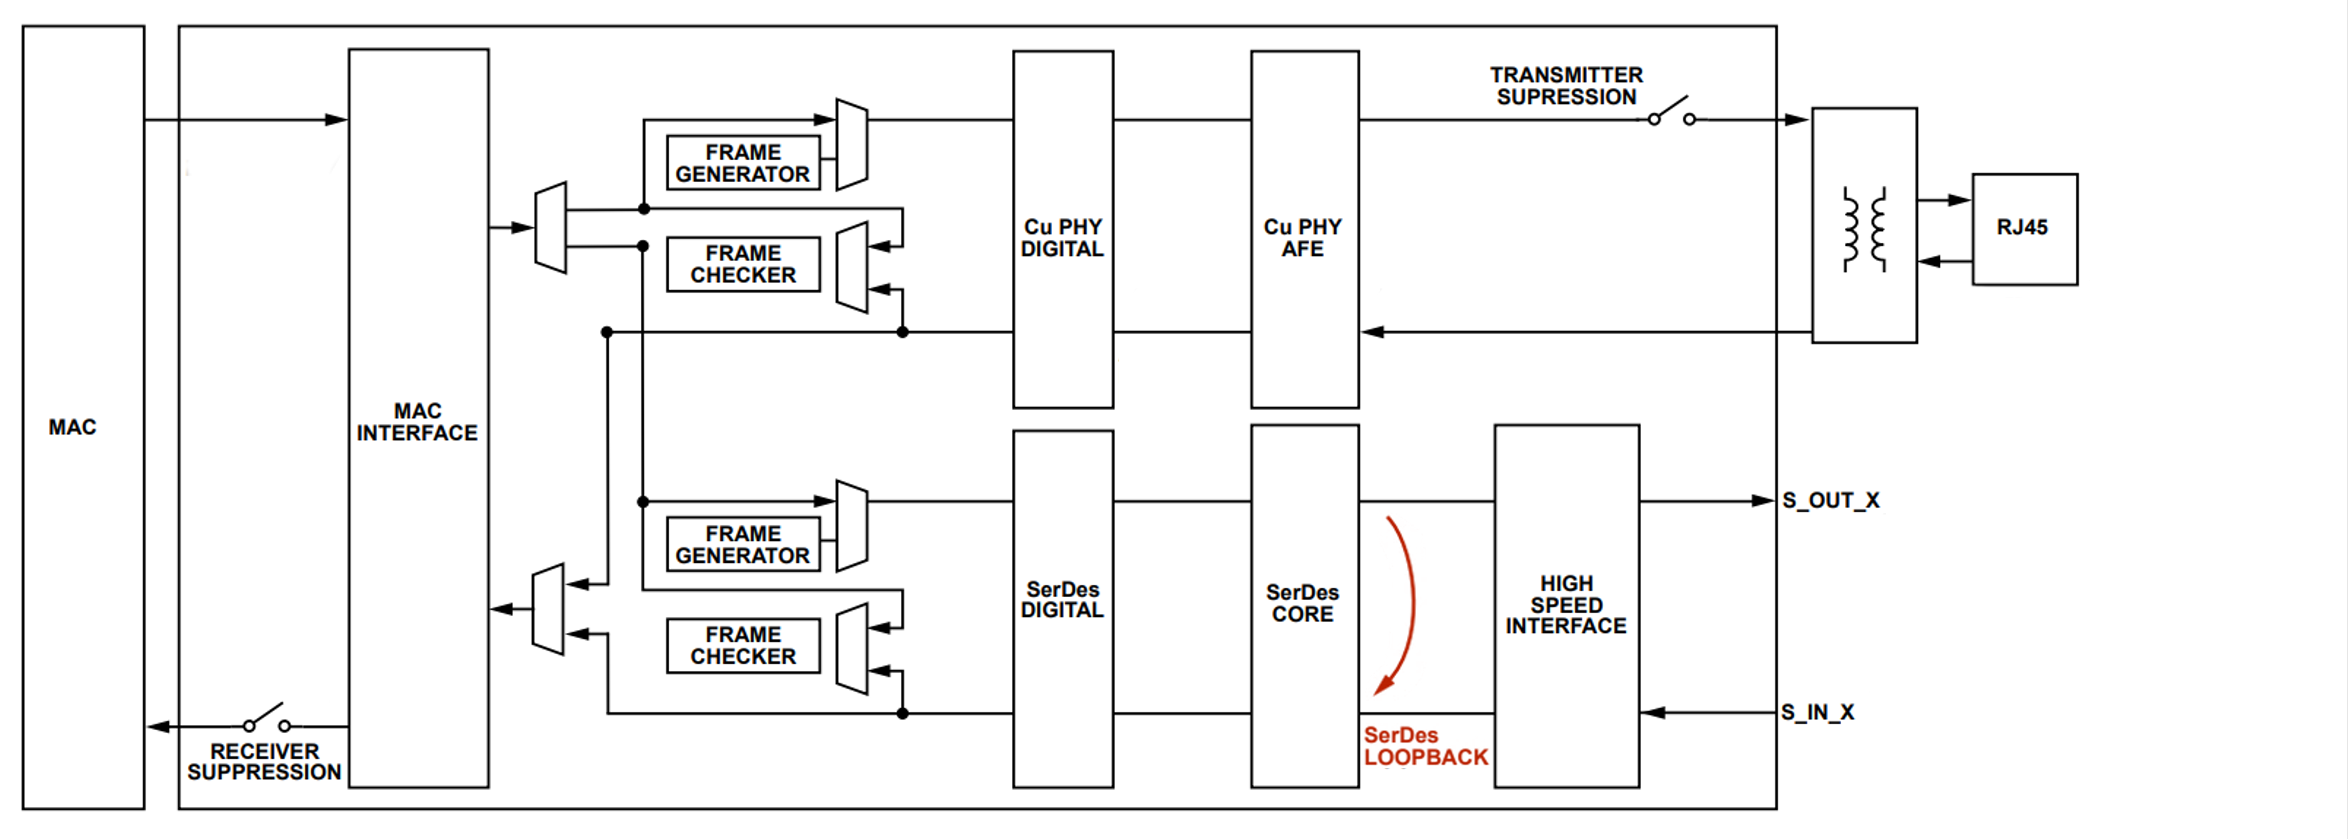 TRANSMITTER
SUPRESSION
FRAME
GENERATOR
FRAME
CHECKER
Cu PHY
DIGITAL
Cu PHY
AFE
RJ45
MAC
MAC
INTERFACE
FRAME
GENERATOR
FRAME
CHECKER
SerDes
DIGITAL
SerDes
CORE
HIGH
SPEED
INTERFACE
S_OUT_X
S_IN_X
SerDes
LOOPBACK
RECEIVER
SUPPRESSION